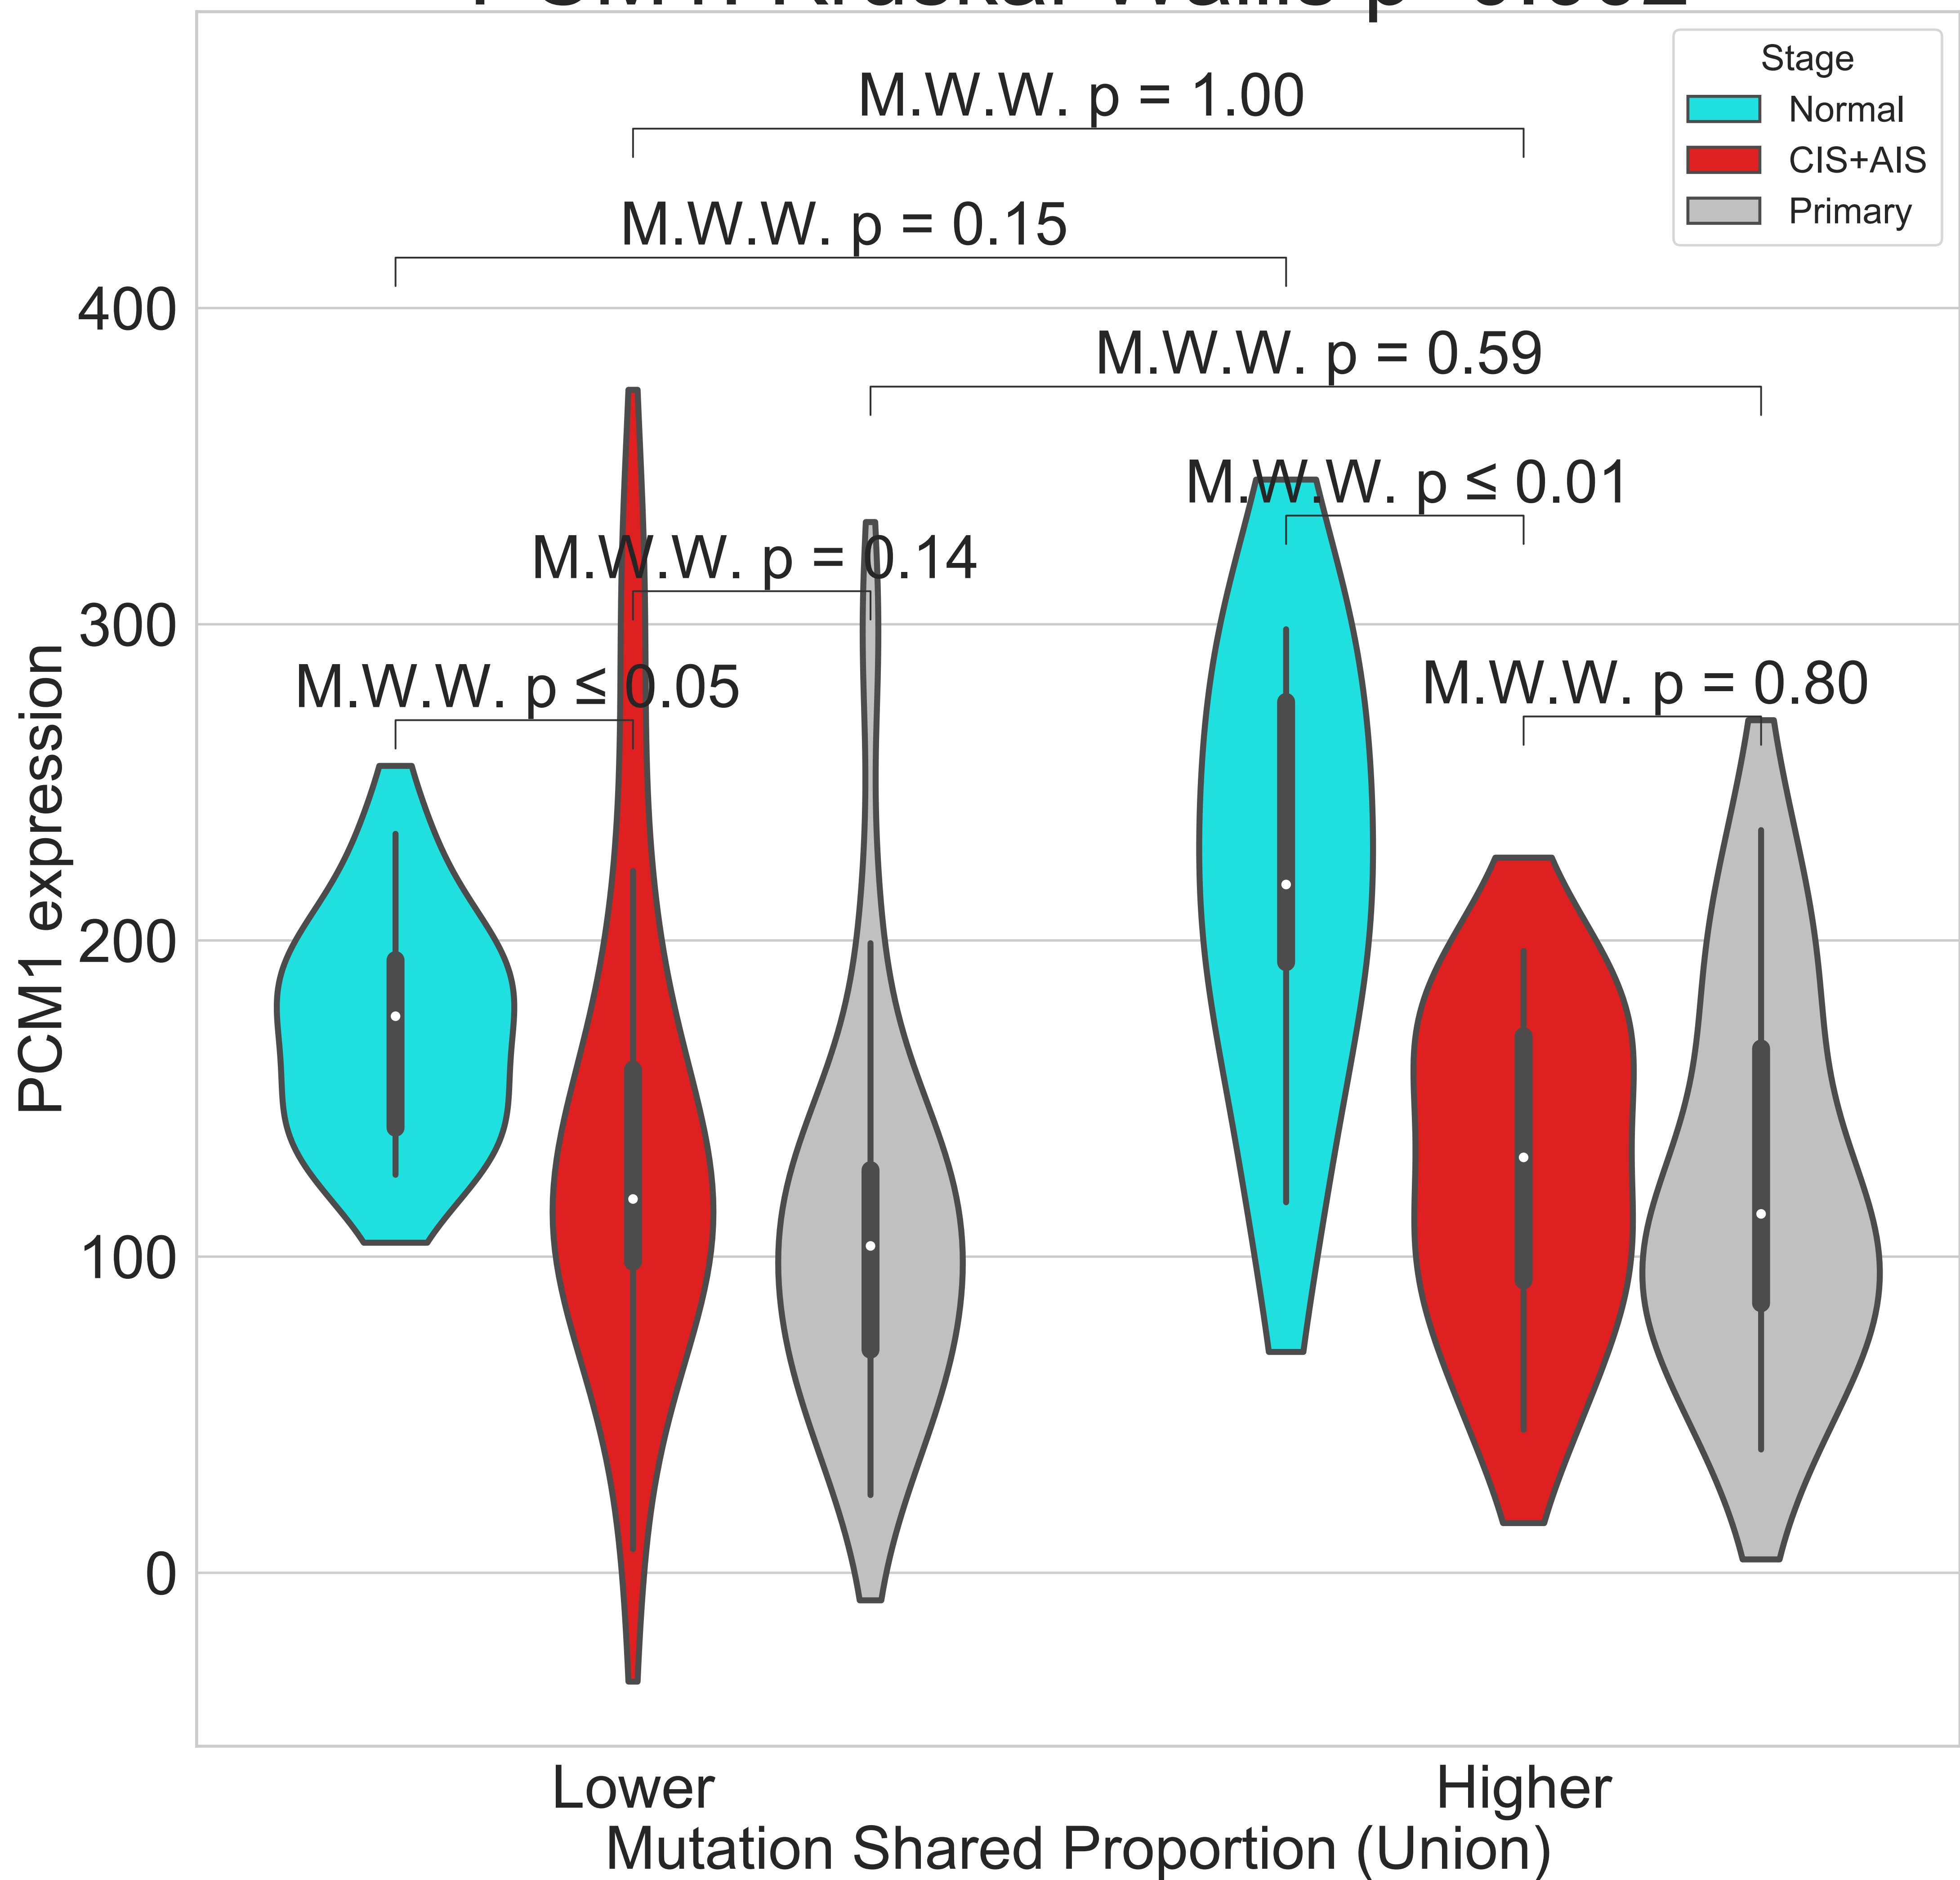 Stage
Normal
CIS+AIS
Primary
M.W.W. p = 1.00
M.W.W. p = 0.15
M.W.W. p = 0.59
M.W.W. p ≤ 0.01
M.W.W. p = 0.14
M.W.W. p ≤ 0.05
M.W.W. p = 0.80
PCM1 expression
400
300
200
100
0
Lower
Higher
Mutation Shared Proportion (Union)